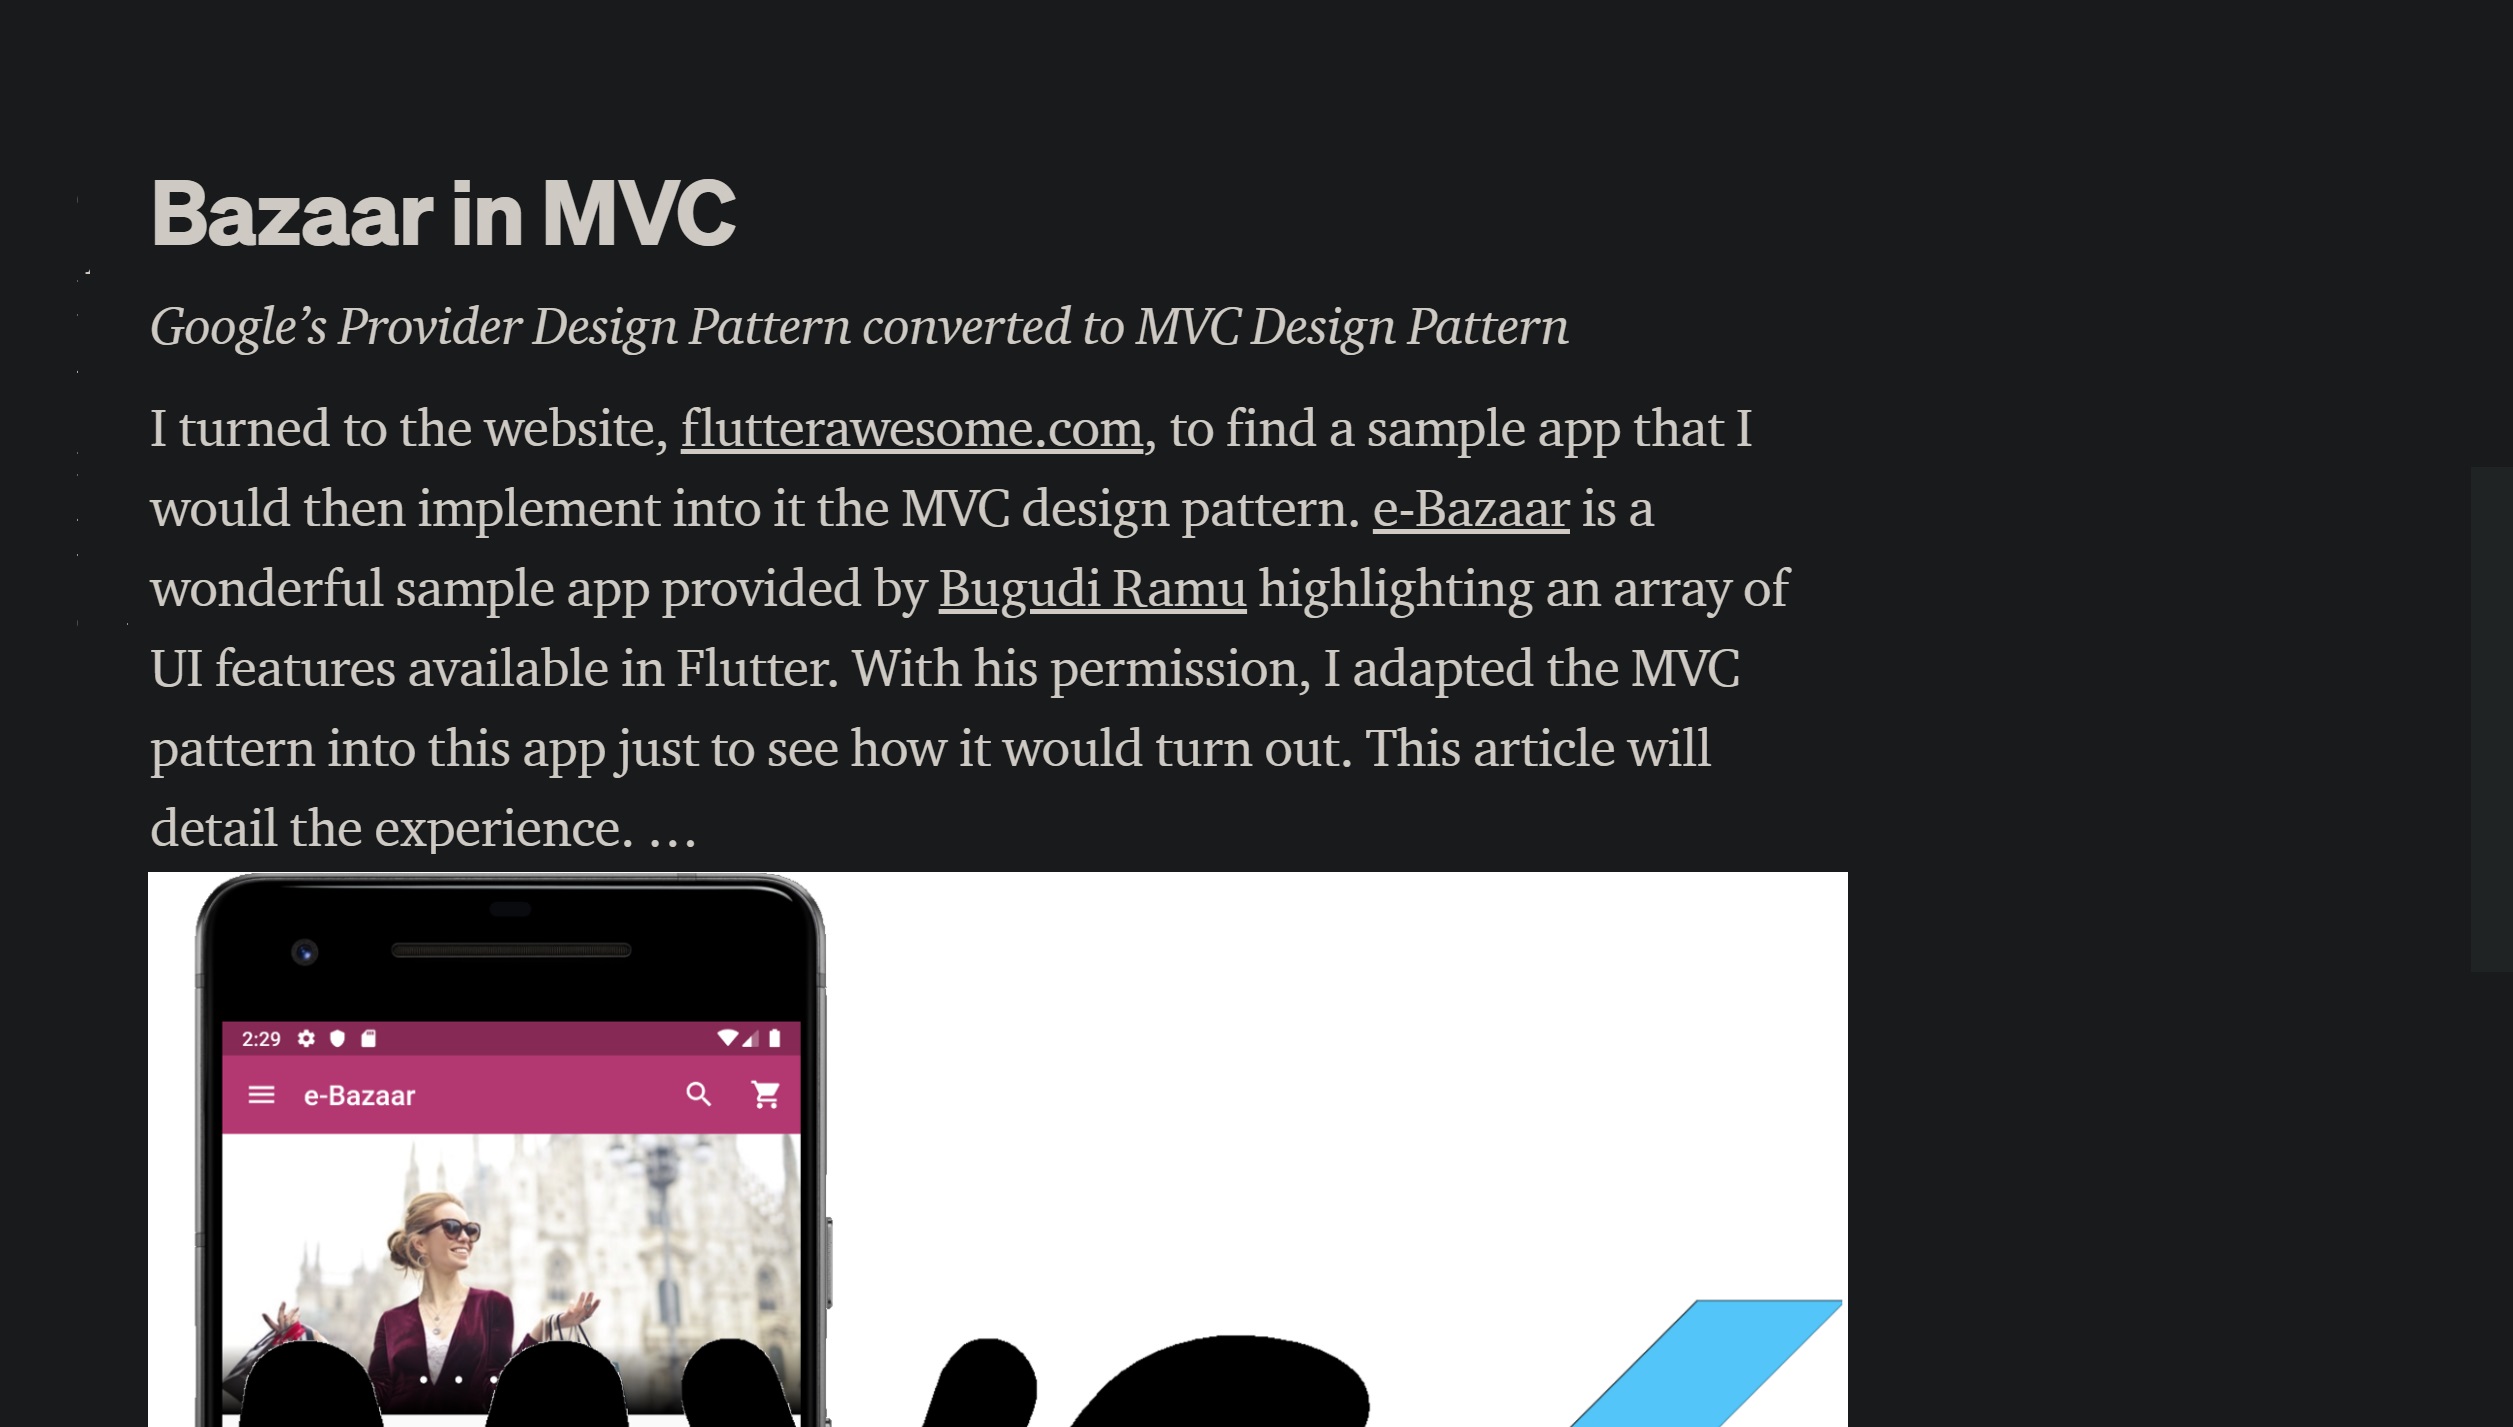 Bazaar in MVC
Google’s Provider Design Pattern converted to MVC Design Pattern
I turned to the website, flutterawesome.com, to find a sample app that I
would then implement into it the MVC design pattern. e-Bazaar is a
wonderful sample app provided by Bugudi Ramu highlighting an array of
UI features available in Flutter. With his permission, I adapted the MVC
pattern into this app just to see how it would turn out. This article will
detail the experience. …
2:29
e-Bazaar